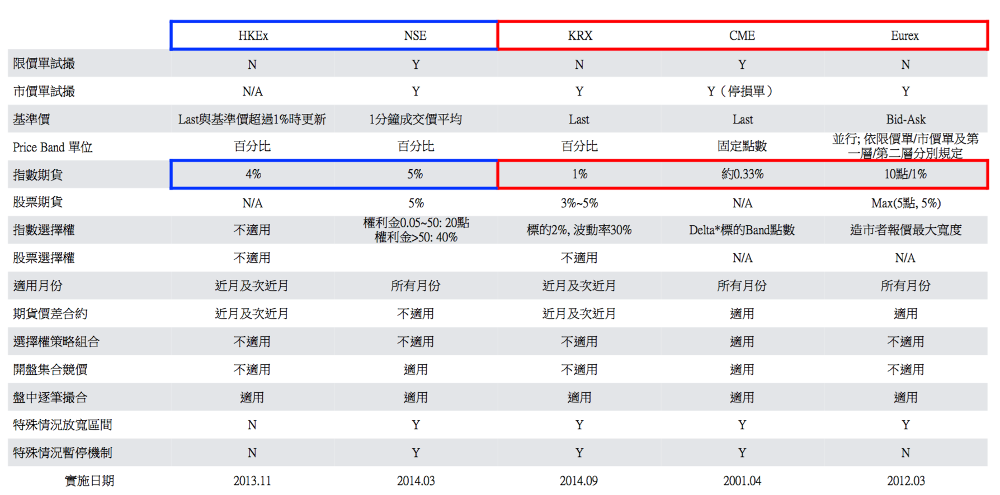 HKEx NSE KRX CME Eurex
限價單試撮 N Y N Y N
市價單試撮 N/A Y Y Y（停損單） Y
基準價 Last與基準價超過1%時更新 1分鐘成交價平均 Last Last Bid-Ask
Price Band 單位 百分比 百分比 百分比 固定點數 並行; 依限價單/市價單及第
一層/第二層分別規定
指數期貨 4% 5% 1% 約0.33% 10點/1%
股票期貨 N/A 5% 3%~5% N/A Max(5點, 5%)
指數選擇權 不適用 權利金0.05~50: 20點
權利金>50: 40% 標的2%, 波動率30% Delta*標的Band點數 造市者報價最大寬度
股票選擇權 不適用 不適用 N/A N/A
適用月份 近月及次近月 所有月份 近月及次近月 所有月份 所有月份
期貨價差合約 近月及次近月 不適用 近月及次近月 適用 適用
選擇權策略組合 不適用 不適用 不適用 適用 不適用
開盤集合競價 不適用 適用 不適用 適用 不適用
盤中逐筆撮合 適用 適用 適用 適用 適用
特殊情況放寬區間 N Y Y Y Y
特殊情況暫停機制 N Y Y Y N
實施日期 2013.11 2014.03 2014.09 2001.04 2012.03